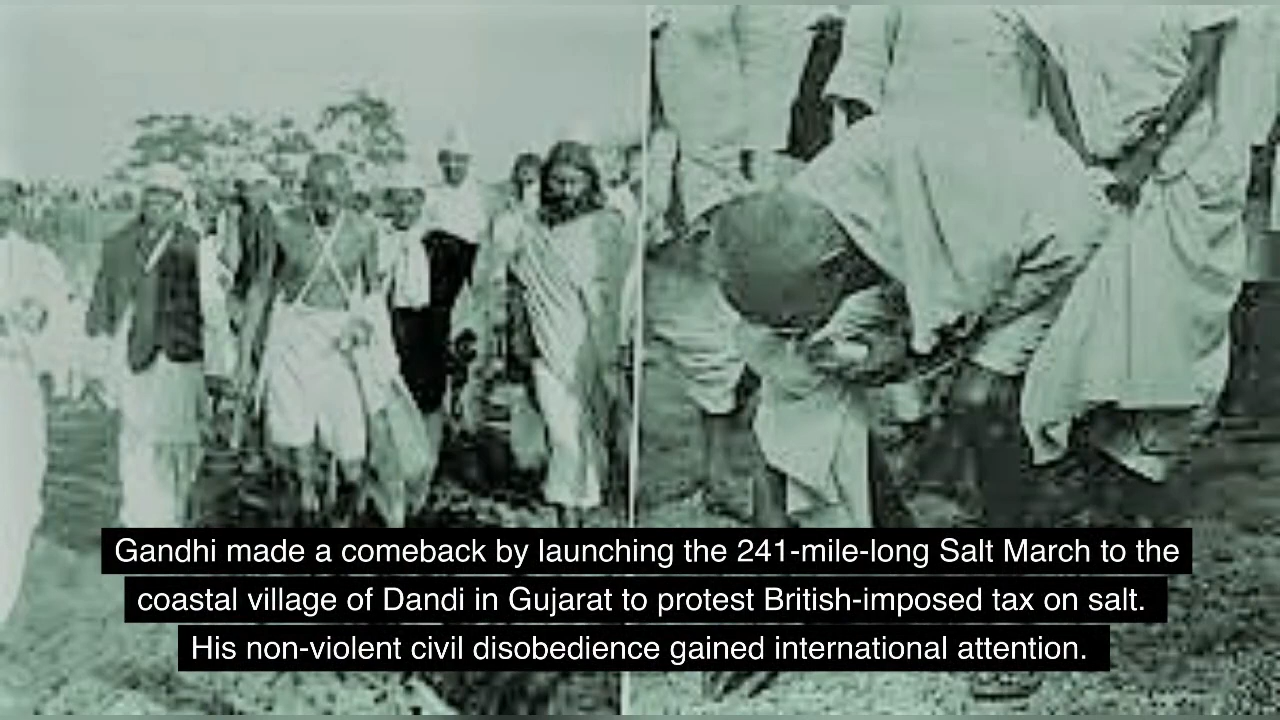 Gandhi made a comeback by launching the 241-mile-long Salt March to the
coastal village of Dandi in Gujarat to protest British-imposed tax on salt.
His non-violent civil disobedience gained international attention.